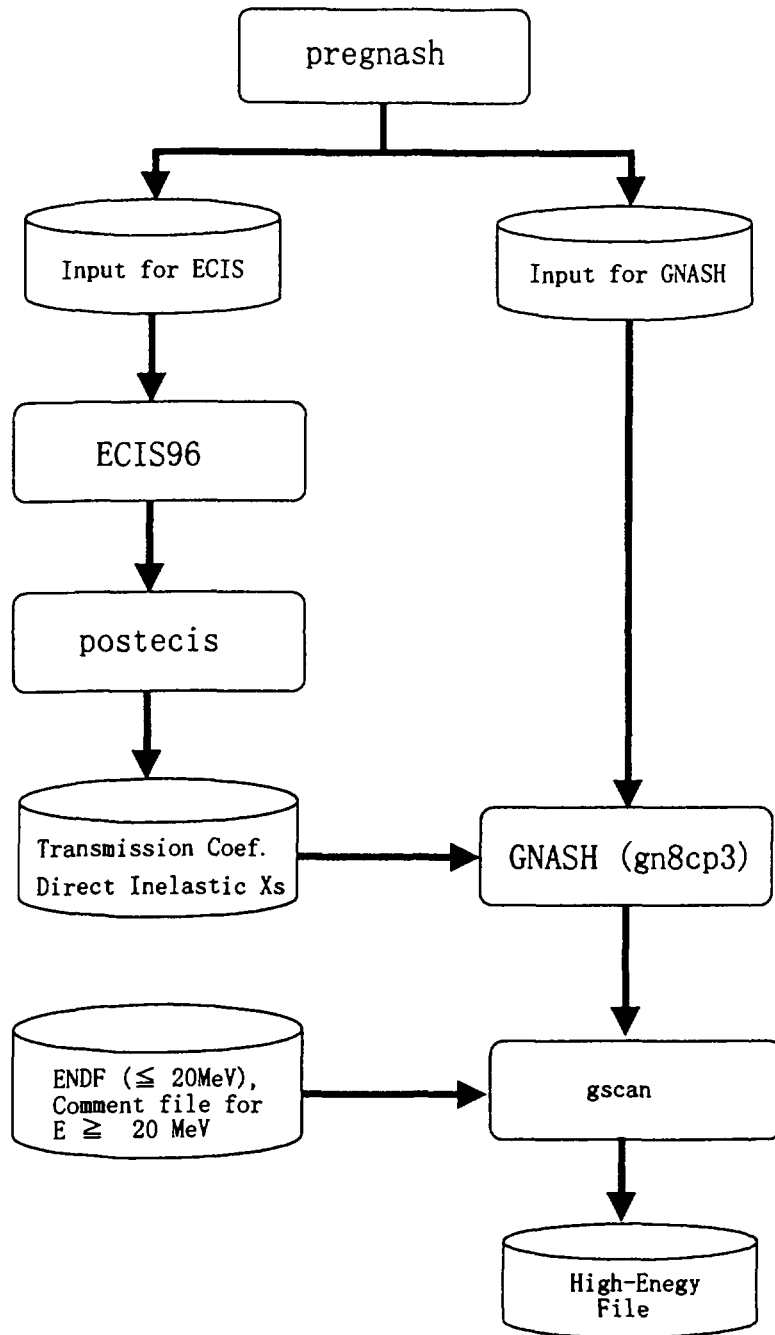 pregnash
Input for ECIS
Input for GNASH
ECIS96
postecis
Transmission Coef.
Direct Inelastic Xs
GNASH (gn8cp3)
ENDF (≦ 20MeV),
Comment file for
E ≧ 20 MeV
gscan
High-Enegy
File